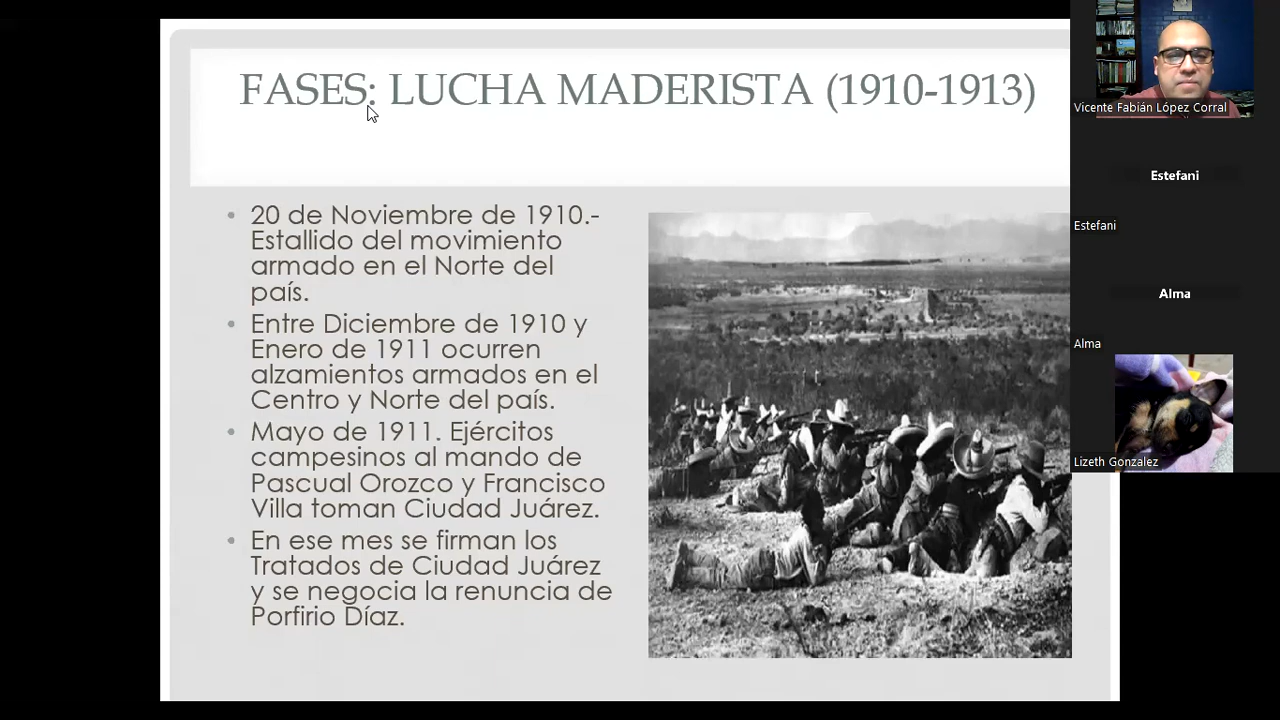 FASES: LUCHA MADERISTA (1910-1913)
• 20 de Noviembre de 1910.-
Estallido del movimiento
armado en el Norte del
país.
• Entre Diciembre de 1910 y
Enero de 1911 ocurren
alzamientos armados en el
Centro y Norte del país.
• Mayo de 1911. Ejércitos
campesinos al mando de
Pascual Orozco y Francisco
Villa toman Ciudad Juárez.
• En ese mes se firman los
Tratados de Ciudad Juárez
y se negocia la renuncia de
Porfirio Díaz.
Vicente Fabián López Corral
Estefani
Estefani
Alma
Alma
Lizeth Gonzalez